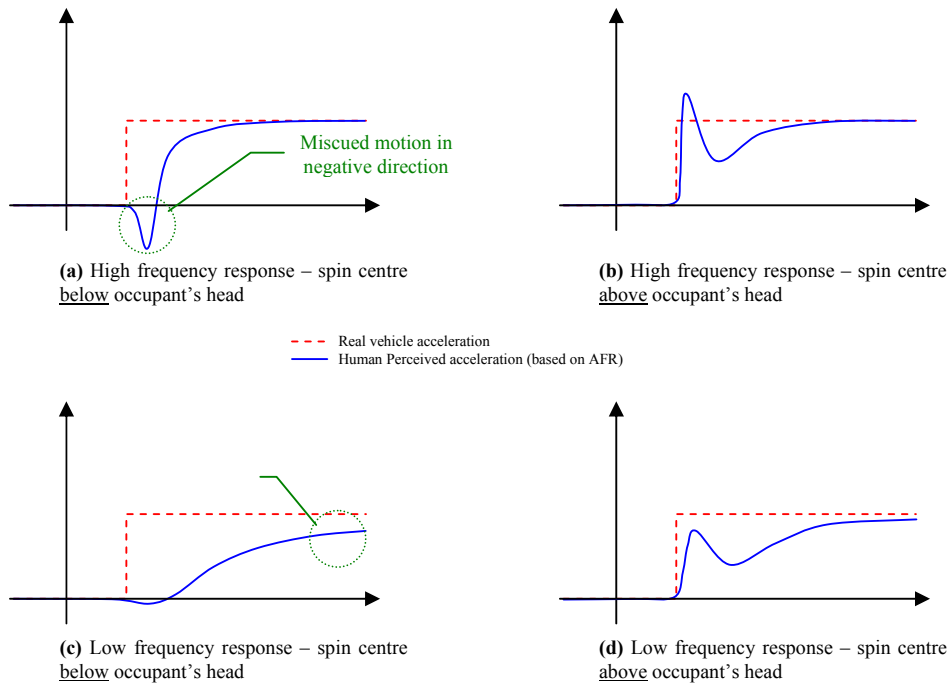 Miscued motion in
negative direction
(a) High frequency response – spin centre
below occupant's head
(b) High frequency response – spin centre
above occupant's head
Real vehicle acceleration
Human Perceived acceleration (based on AFR)
(c) Low frequency response – spin centre
below occupant's head
(d) Low frequency response – spin centre
above occupant's head